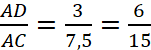 AD/AC = 3/7,5 = 6/15